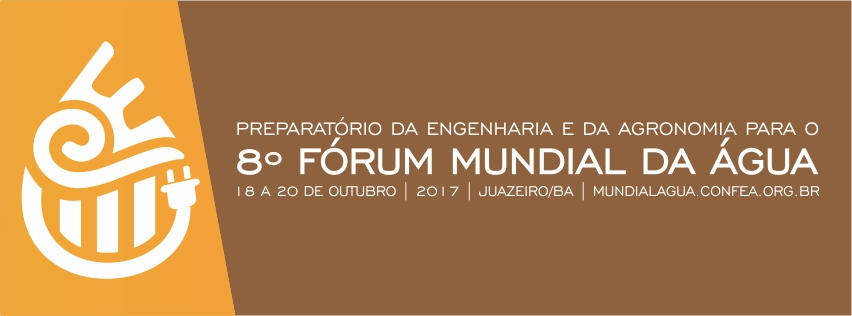 PREPARATÓRIO DA ENGENHARIA E DA AGRONOMIA PARA O
8º FÓRUM MUNDIAL DA ÁGUA
18 A 20 DE OUTUBRO | 2017 | JUAZEIRO/BA | MUNDIALAGUA.CONFEA.ORG.BR